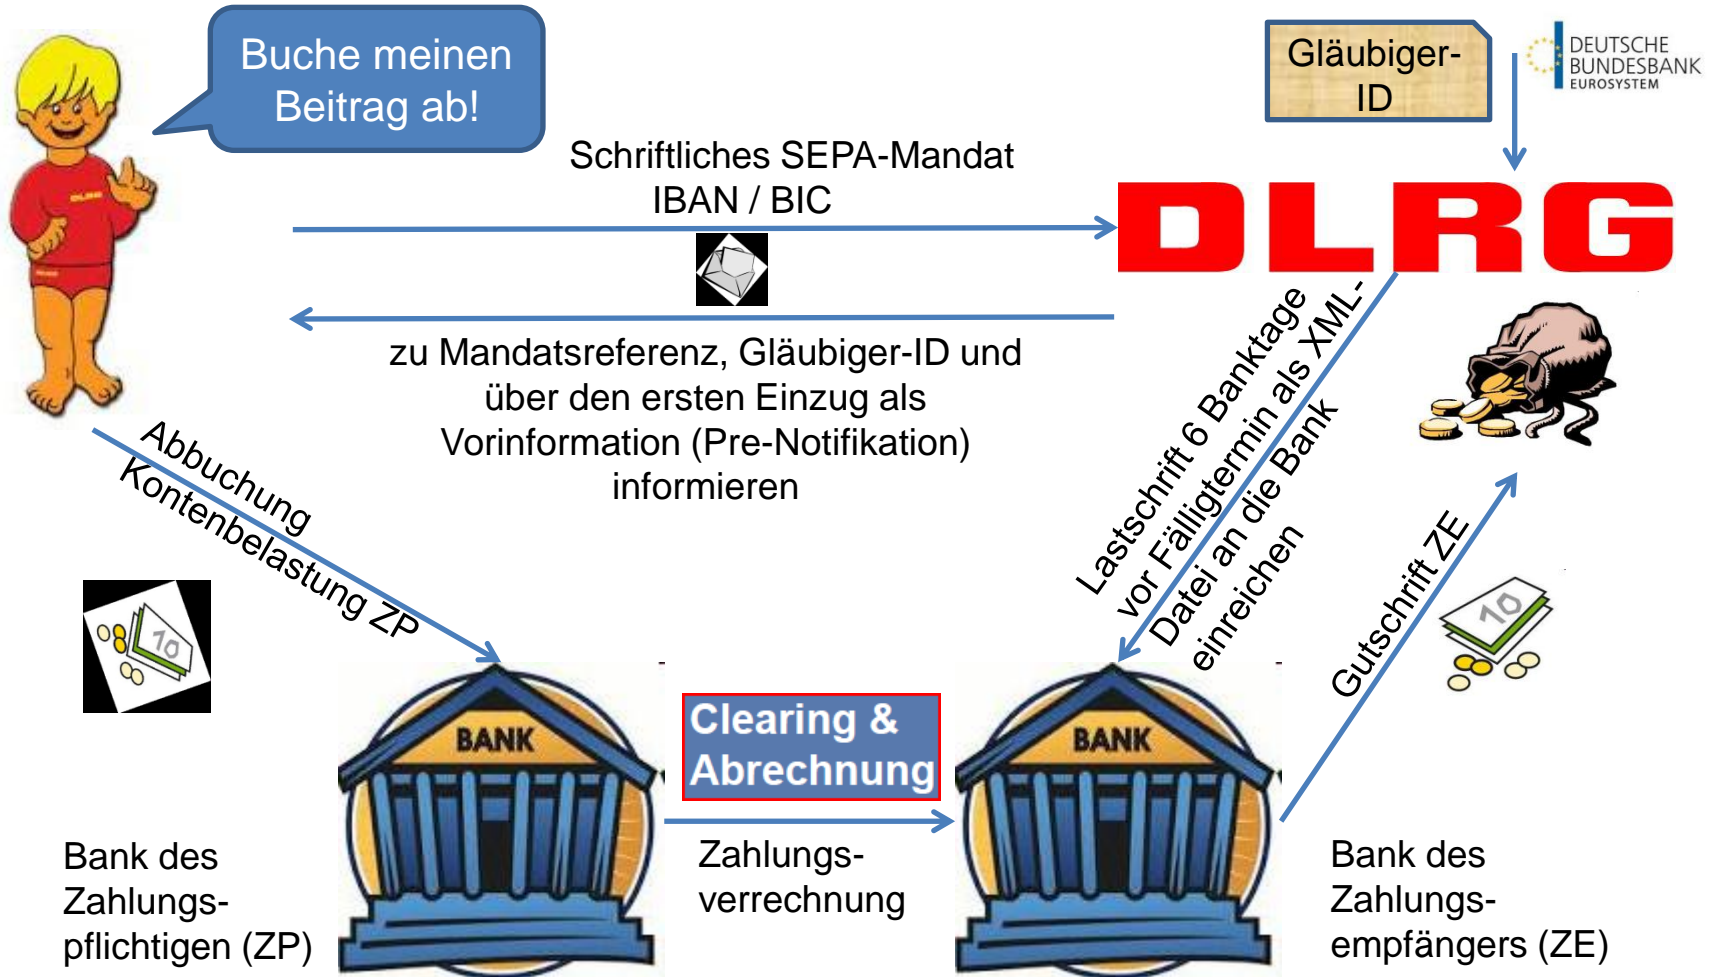 Buche meinen
Beitrag ab!
Gläubiger-
ID
DEUTSCHE
BUNDESBANK
EUROSYSTEM
Schriftliches SEPA-Mandat
IBAN / BIC
DLRG
DLRG
zu Mandatsreferenz, Gläubiger-ID und
über den ersten Einzug als
Vorinformation (Pre-Notifikation)
informieren
Abbuchung
Kontenbelastung ZP
Lastschrift 6 Banktage
vor Fälligtermin als XML-
Datei an die Bank
einreichen
Gutschrift ZE
10
10
BANK
Clearing &
Abrechnung
BANK
Zahlungs-
verrechnung
Bank des
Zahlungs-
pflichtigen (ZP)
Bank des
Zahlungs-
empfängers (ZE)